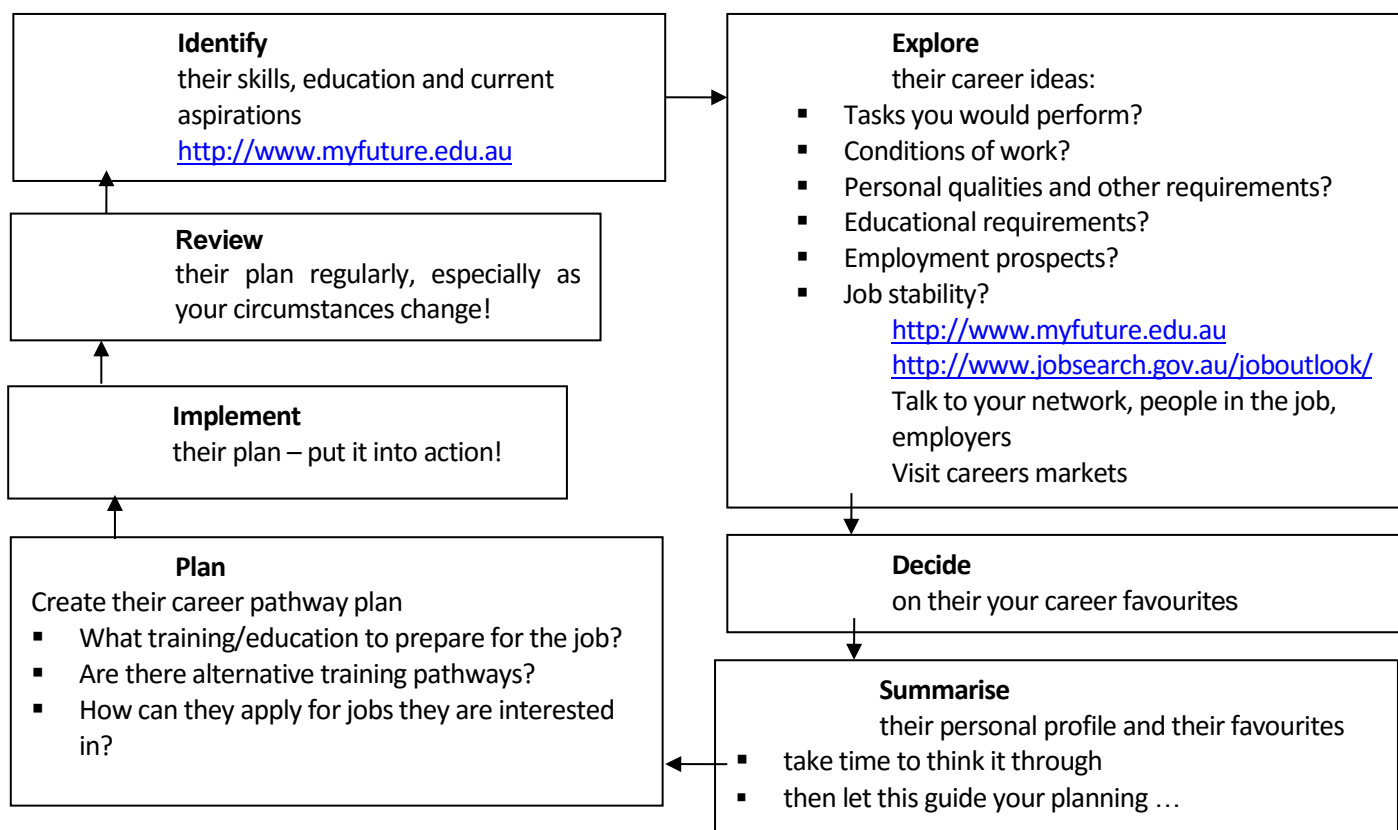 Identify
their skills, education and current
aspirations
http://www.myfuture.edu.au
Explore
their career ideas:
▪ Tasks you would perform?
▪ Conditions of work?
▪ Personal qualities and other requirements?
▪ Educational requirements?
▪ Employment prospects?
▪ Job stability?
http://www.myfuture.edu.au
http://www.jobsearch.gov.au/joboutlook/
Talk to your network, people in the job,
employers
Visit careers markets
Decide
on their your career favourites
Summarise
their personal profile and their favourites
▪ take time to think it through
▪ then let this guide your planning …
Plan
Create their career pathway plan
▪ What training/education to prepare for the job?
▪ Are there alternative training pathways?
▪ How can they apply for jobs they are interested
in?
Implement
their plan – put it into action!
Review
their plan regularly, especially as
your circumstances change!